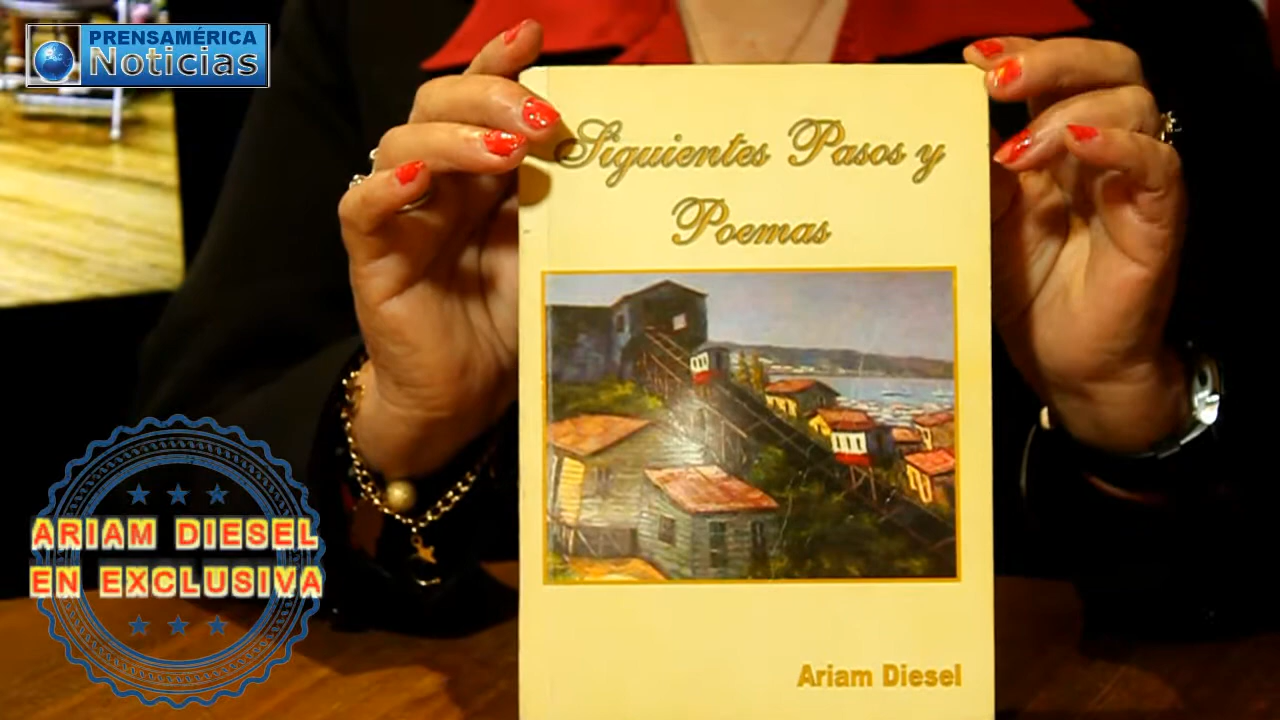 PRENSAMÉRICA
Noticias
Siguientes Pasos y
Poemas
Ariam Diesel
ARIAM DIESEL
EN EXCLUSIVA